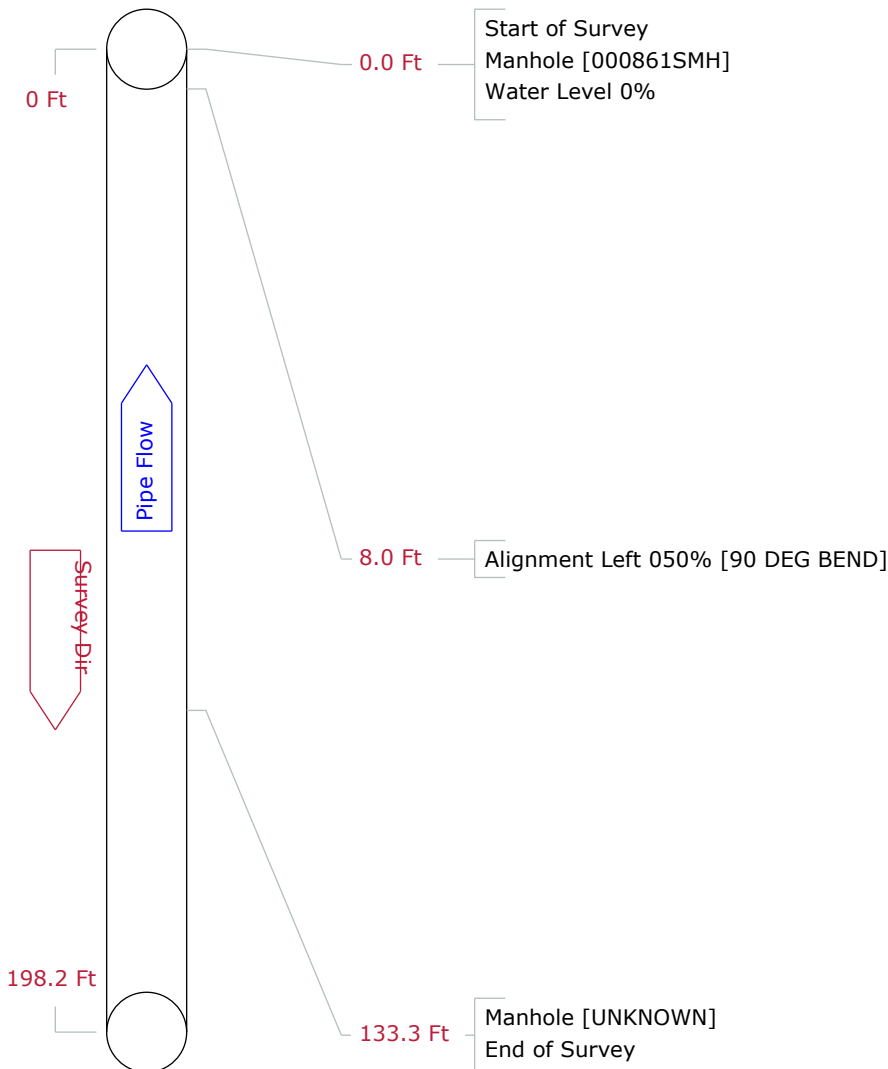 Start of Survey
0.0 Ft
Manhole [000861SMH]
Water Level 0%
0 Ft
Pipe Flow
8.0 Ft
Alignment Left 050% [90 DEG BEND]
Survey Dir
198.2 Ft
133.3 Ft
Manhole [UNKNOWN]
End of Survey